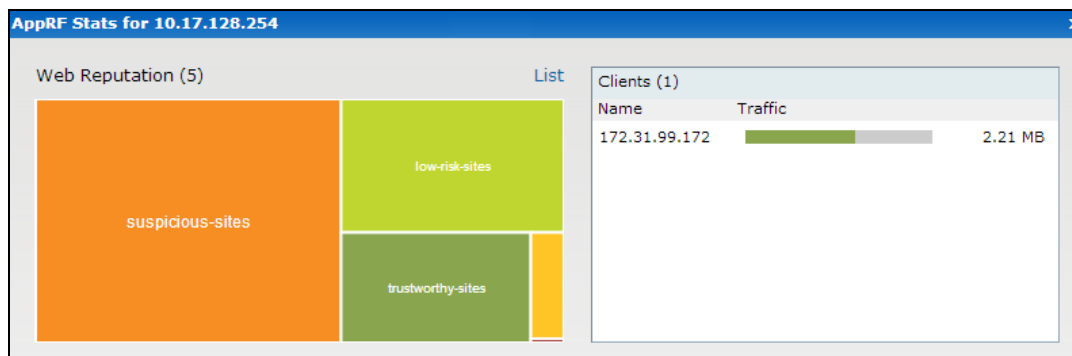 AppRF Stats for 10.17.128.254
Web Reputation (5)
List
suspicious-sites
low-risk-sites
trustworthy-sites
Clients (1)
Name Traffic
172.31.99.172 2.21 MB